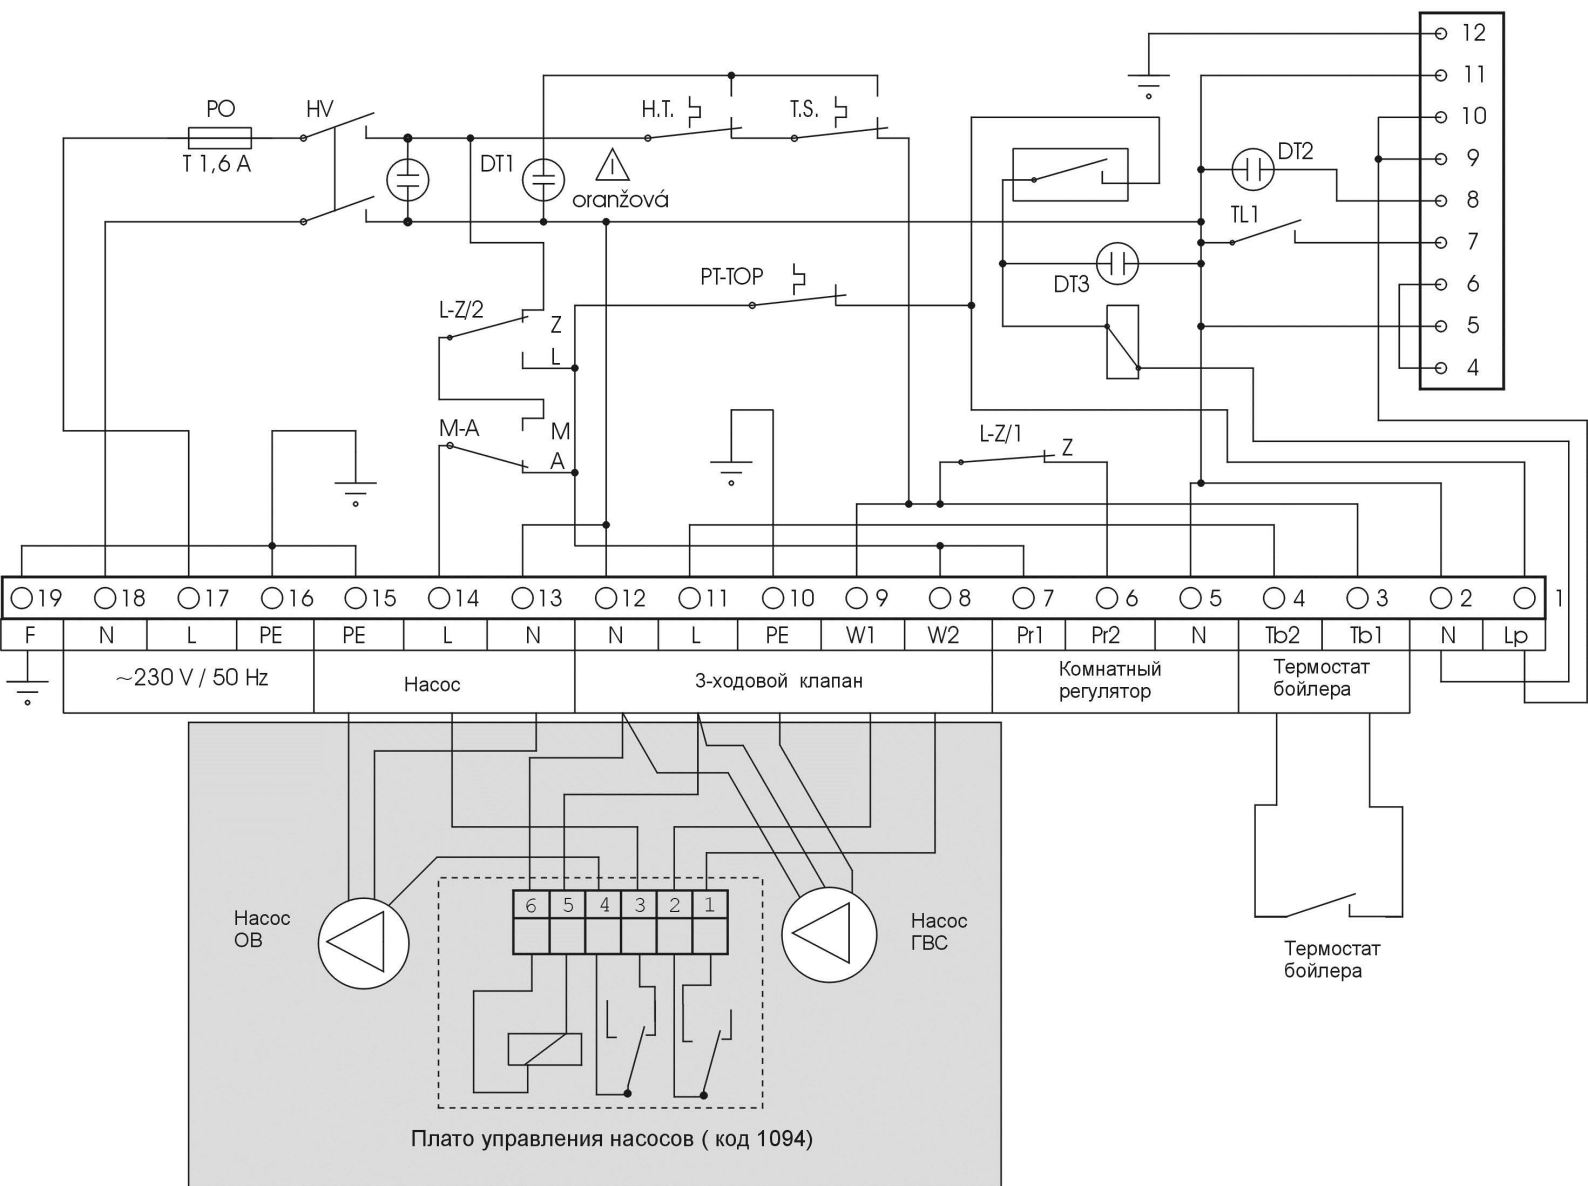 12
11
10
9
8
7
6
5
4
PO
HV
T 1,6 A
DT1
oranžová
H.T.
T.S.
DT2
TL1
DT3
PT-TOP
L-Z/2
Z
L
M-A
M
A
L-Z/1
Z
19 18 17 16 15 14 13 12 11 10 9 8 7 6 5 4 3 2 1
F N L PE PE L N N L PE W1 W2 Pr1 Pr2 N Tb2 Tb1 N Lp
~230 V / 50 Hz
Насос
3-ходовой клапан
Комнатный
регулятор
Термостат
бойлера
Насос
ОВ
6 5 4 3 2 1
Насос
ГВС
Термостат
бойлера
Плато управления насосов ( код 1094)